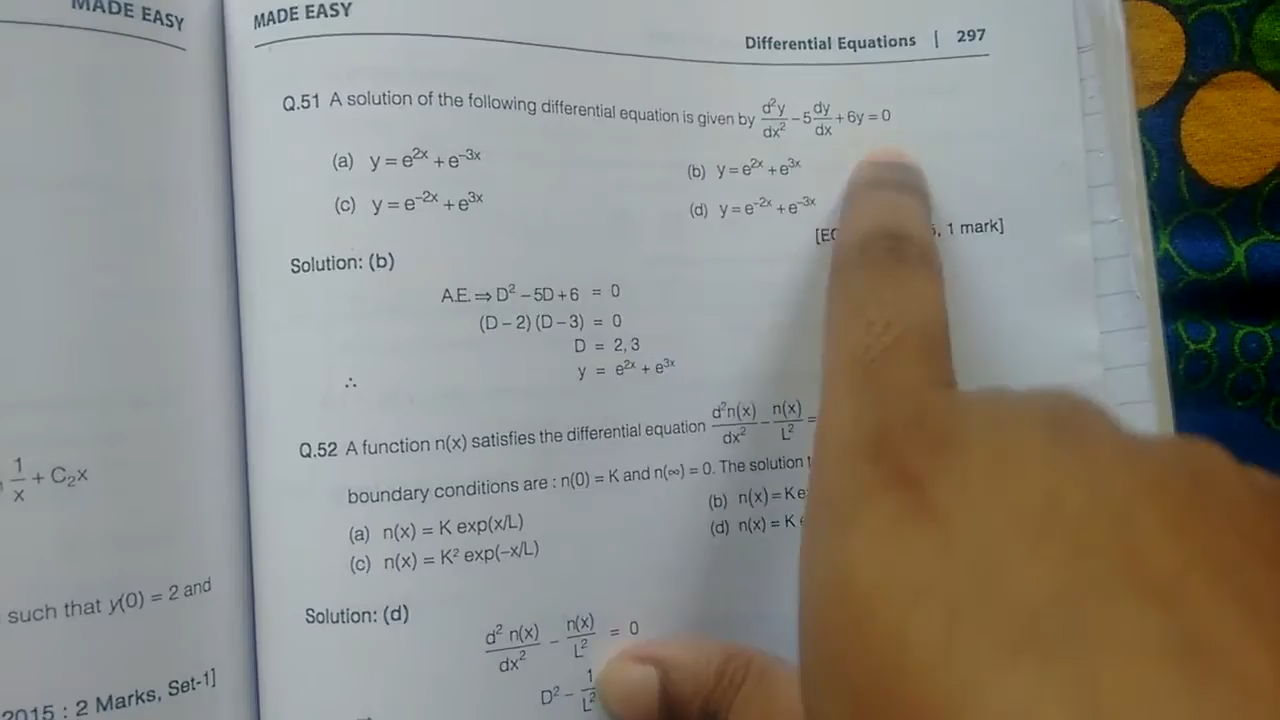 MADE EASY
1/x + C₂x
such that y(0) = 2 and
2015 : 2 Marks, Set-1]
MADE EASY
Differential Equations | 297
Q.51 A solution of the following differential equation is given by d²y/dx² − 5 dy/dx + 6y = 0
(a) y = e^{2x} + e^{−3x} (b) y = e^{2x} + e^{3x}
(c) y = e^{−2x} + e^{3x} (d) y = e^{−2x} + e^{−3x}
1 mark]
Solution: (b)
A.E. ⇒ D² − 5D + 6 = 0
(D − 2) (D − 3) = 0
D = 2, 3
∴ y = e^{2x} + e^{3x}
Q.52 A function n(x) satisfies the differential equation d²n(x)/dx² − n(x)/L² =
boundary conditions are : n(0) = K and n(∞) = 0. The solution
(a) n(x) = K exp(x/L) (b) n(x) = K
(c) n(x) = K² exp(−x/L) (d) n(x) = K
Solution: (d)
d² n(x)/dx² − n(x)/L² = 0
D² − 1/L²